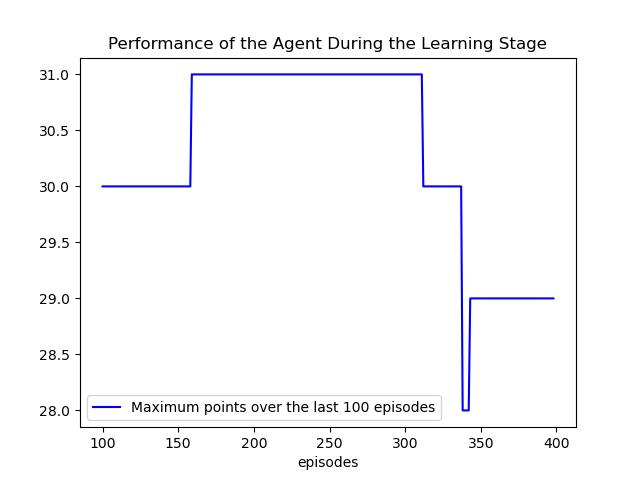 Performance of the Agent During the Learning Stage
31.0
30.5
30.0
29.5
29.0
28.5
28.0
Maximum points over the last 100 episodes
100 150 200 250 300 350 400
episodes